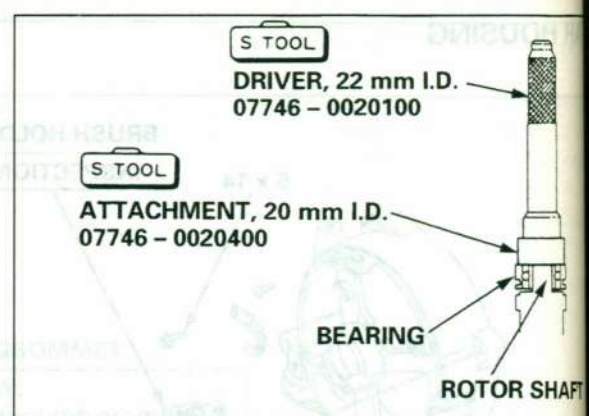 S TOOL
DRIVER, 22 mm I.D.
07746 – 0020100
S TOOL
ATTACHMENT, 20 mm I.D.
07746 – 0020400
BEARING
ROTOR SHAFT